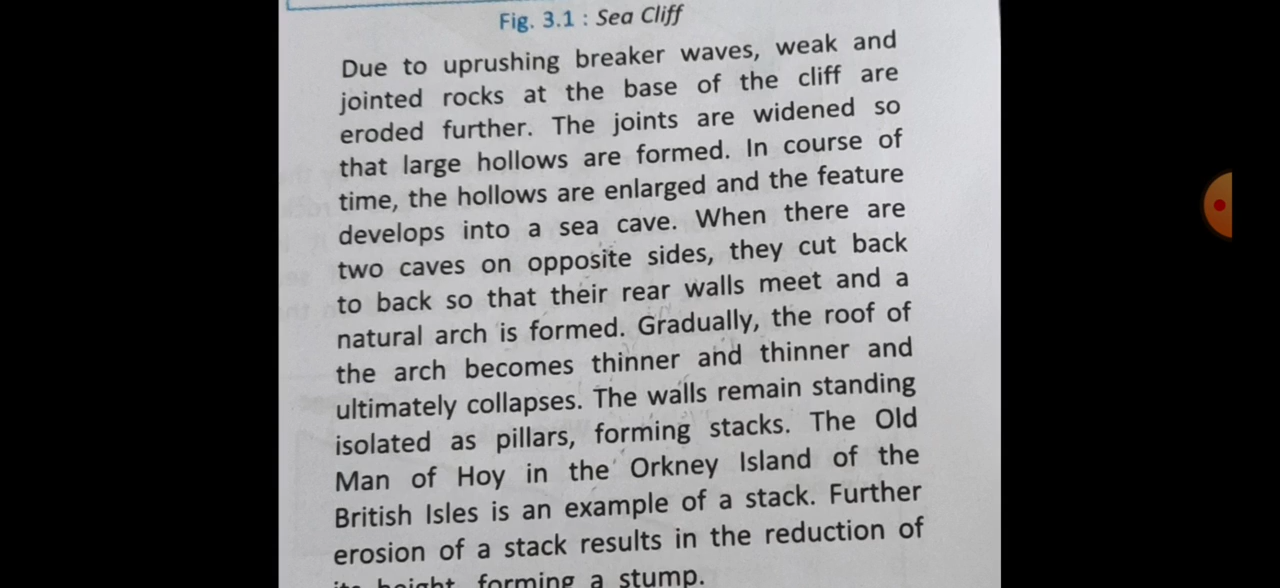 Fig. 3.1 : Sea Cliff
Due to uprushing breaker waves, weak and
jointed rocks at the base of the cliff are
eroded further. The joints are widened so
that large hollows are formed. In course of
time, the hollows are enlarged and the feature
develops into a sea cave. When there are
two caves on opposite sides, they cut back
to back so that their rear walls meet and a
natural arch is formed. Gradually, the roof of
the arch becomes thinner and thinner and
ultimately collapses. The walls remain standing
isolated as pillars, forming stacks. The Old
Man of Hoy in the Orkney Island of the
British Isles is an example of a stack. Further
erosion of a stack results in the reduction of
its height, forming a stump.